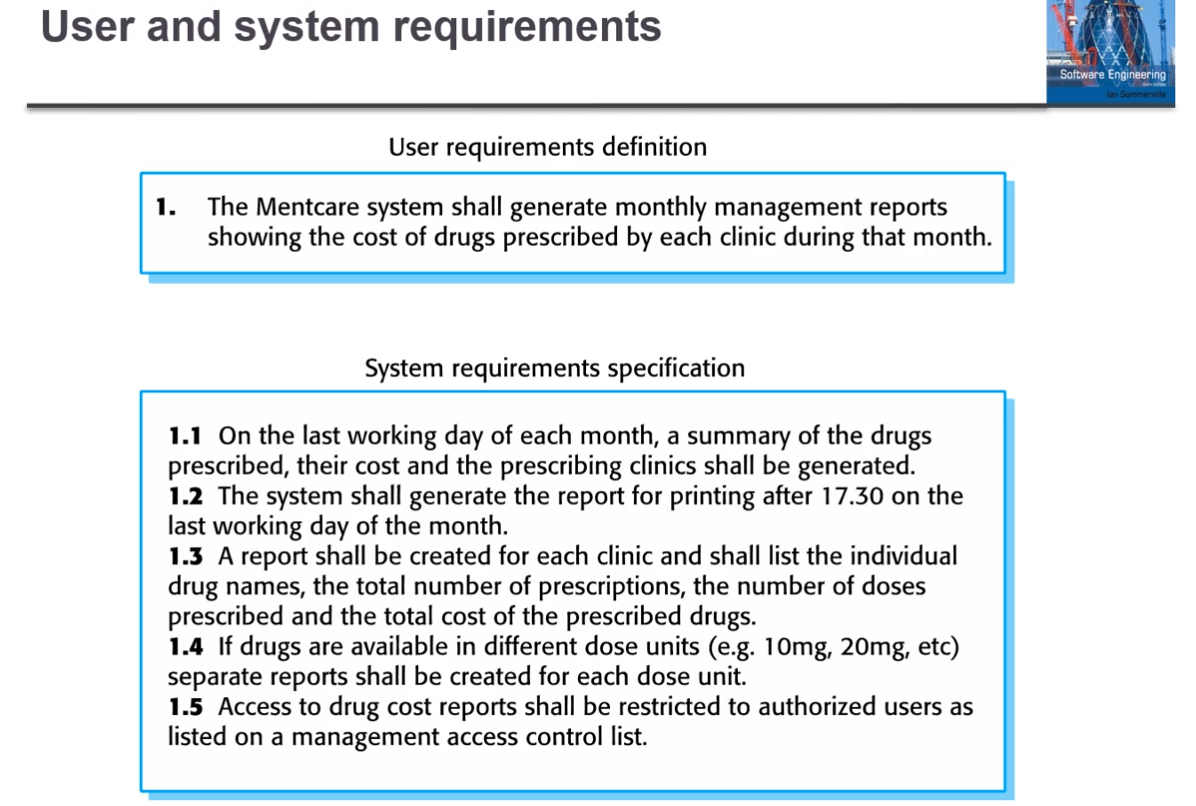 User and system requirements
Software Engineering
Ian Sommerville
User requirements definition
1. The Mentcare system shall generate monthly management reports
showing the cost of drugs prescribed by each clinic during that month.
System requirements specification
1.1 On the last working day of each month, a summary of the drugs
prescribed, their cost and the prescribing clinics shall be generated.
1.2 The system shall generate the report for printing after 17.30 on the
last working day of the month.
1.3 A report shall be created for each clinic and shall list the individual
drug names, the total number of prescriptions, the number of doses
prescribed and the total cost of the prescribed drugs.
1.4 If drugs are available in different dose units (e.g. 10mg, 20mg, etc)
separate reports shall be created for each dose unit.
1.5 Access to drug cost reports shall be restricted to authorized users as
listed on a management access control list.